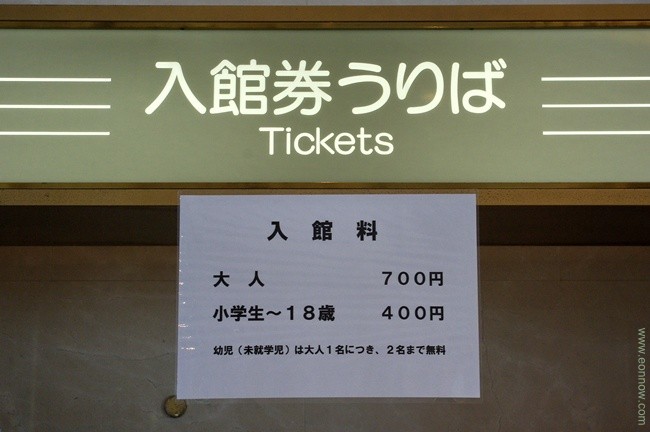 入館券うりば
Tickets
入館料
大人 700円
小学生～18歳 400円
幼児（未就学児）は大人1名につき、2名まで無料
www.eonnow.com